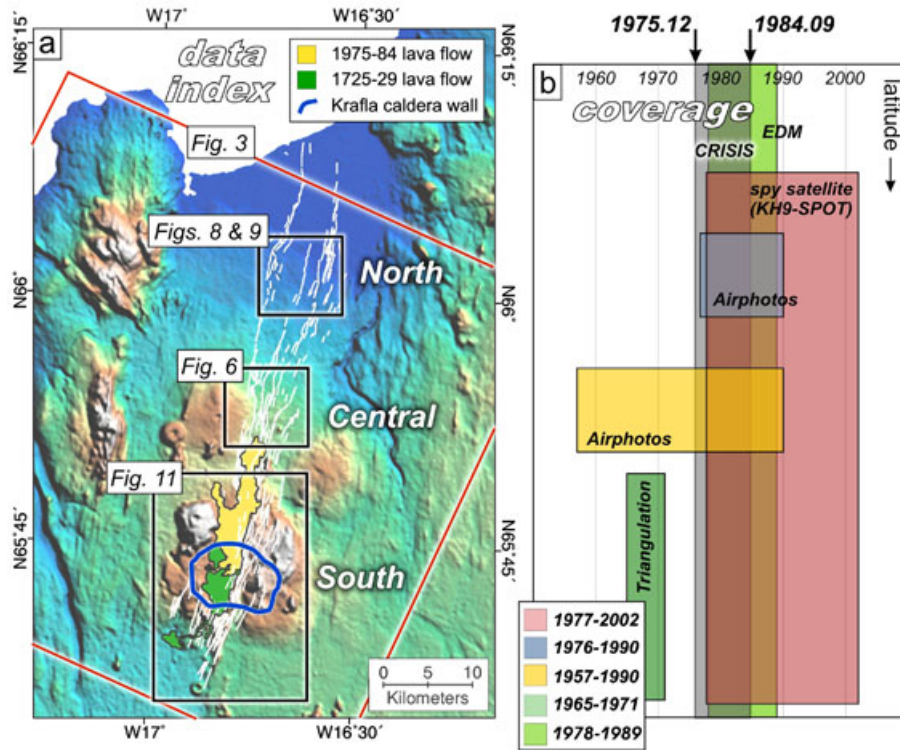 W17°
W16°30´
N66°15´
N66°15´
a
data
index
1975-84 lava flow
1725-29 lava flow
Krafla caldera wall
Fig. 3
Figs. 8 & 9
North
N66°
N66°
Fig. 6
Central
Fig. 11
N65°45´
N65°45´
South
0 5 10
Kilometers
W17°
W16°30´
1975.12
1984.09
b
1960
1970
1980
1990
2000
latitude
coverage
EDM
CRISIS
spy satellite
(KH9-SPOT)
Airphotos
Airphotos
Triangulation
1977-2002
1976-1990
1957-1990
1965-1971
1978-1989